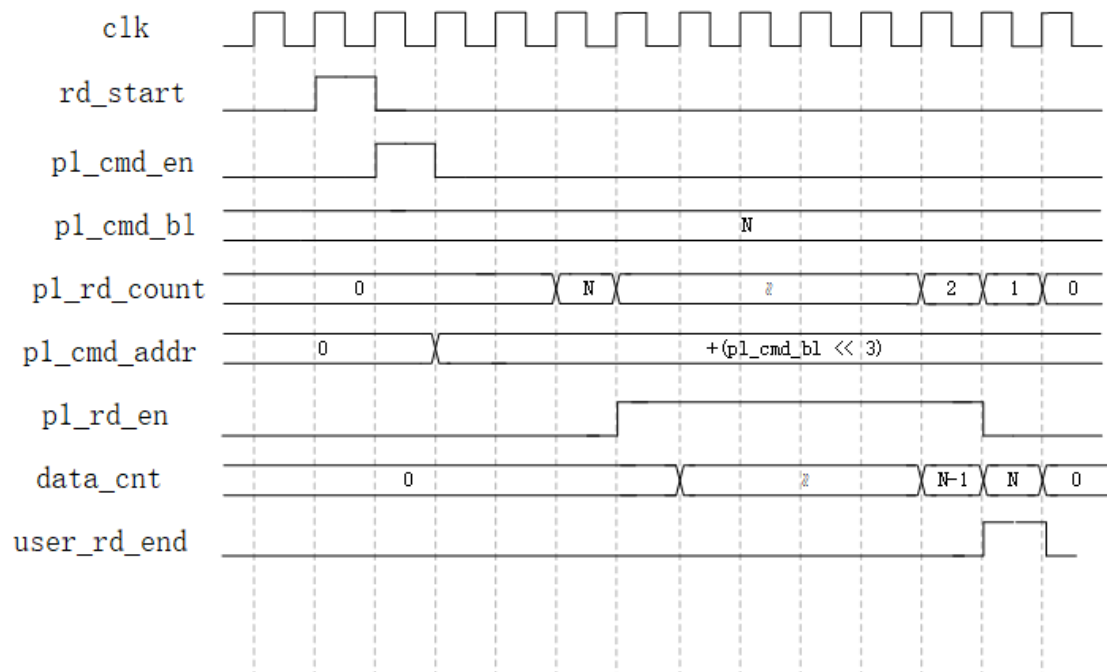 clk
rd_start
pl_cmd_en
pl_cmd_bl N
pl_rd_count 0 N 2 1 0
pl_cmd_addr 0 +(pl_cmd_bl << 3)
pl_rd_en
data_cnt 0 N-1 N 0
user_rd_end